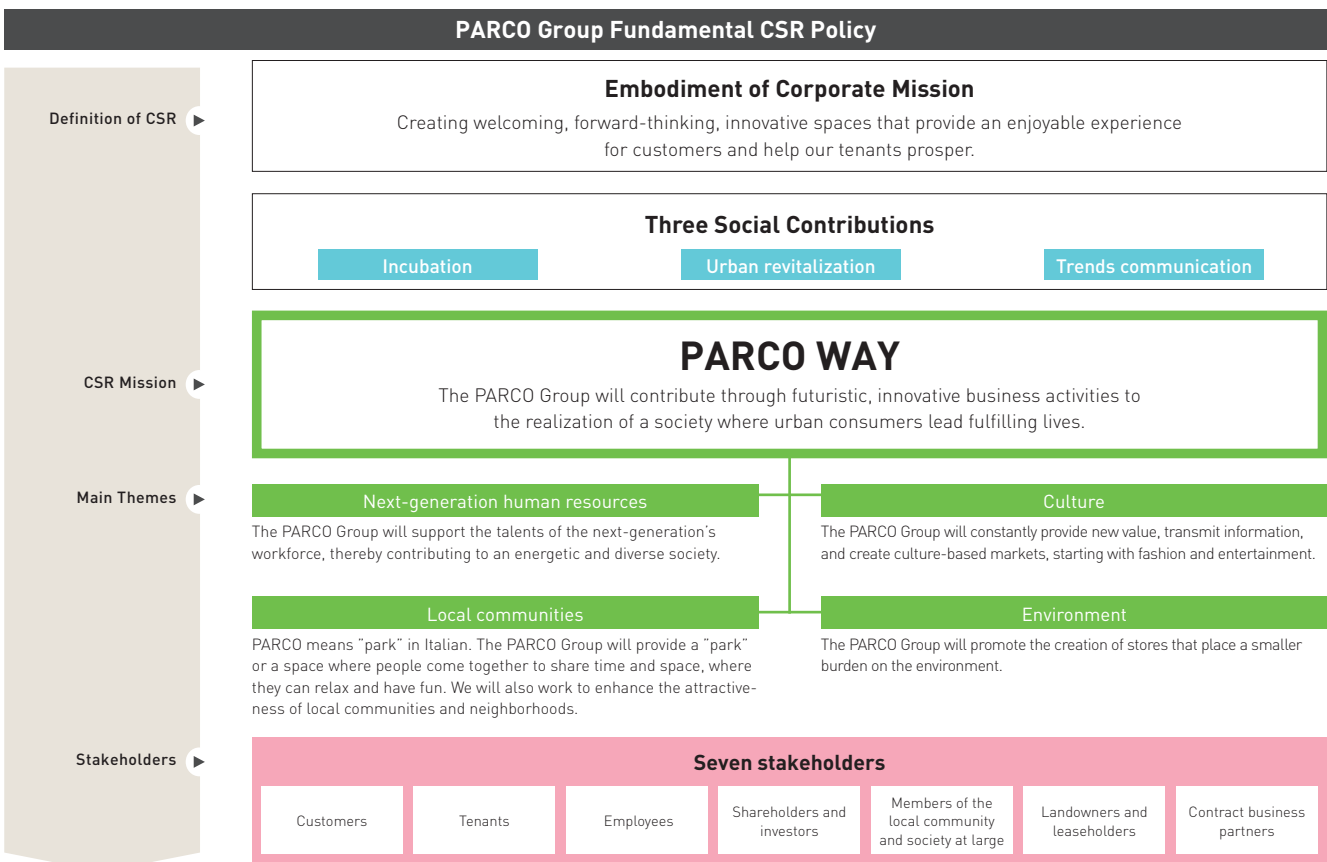 PARCO Group Fundamental CSR Policy
Definition of CSR ▶
Embodiment of Corporate Mission
Creating welcoming, forward-thinking, innovative spaces that provide an enjoyable experience
for customers and help our tenants prosper.
Three Social Contributions
Incubation
Urban revitalization
Trends communication
CSR Mission ▶
PARCO WAY
The PARCO Group will contribute through futuristic, innovative business activities to
the realization of a society where urban consumers lead fulfilling lives.
Main Themes ▶
Next-generation human resources
The PARCO Group will support the talents of the next-generation's
workforce, thereby contributing to an energetic and diverse society.
Culture
The PARCO Group will constantly provide new value, transmit information,
and create culture-based markets, starting with fashion and entertainment.
Local communities
PARCO means "park" in Italian. The PARCO Group will provide a "park"
or a space where people come together to share time and space, where
they can relax and have fun. We will also work to enhance the attractive-
ness of local communities and neighborhoods.
Environment
The PARCO Group will promote the creation of stores that place a smaller
burden on the environment.
Stakeholders ▶
Seven stakeholders
Customers
Tenants
Employees
Shareholders and
investors
Members of the
local community
and society at large
Landowners and
leaseholders
Contract business
partners